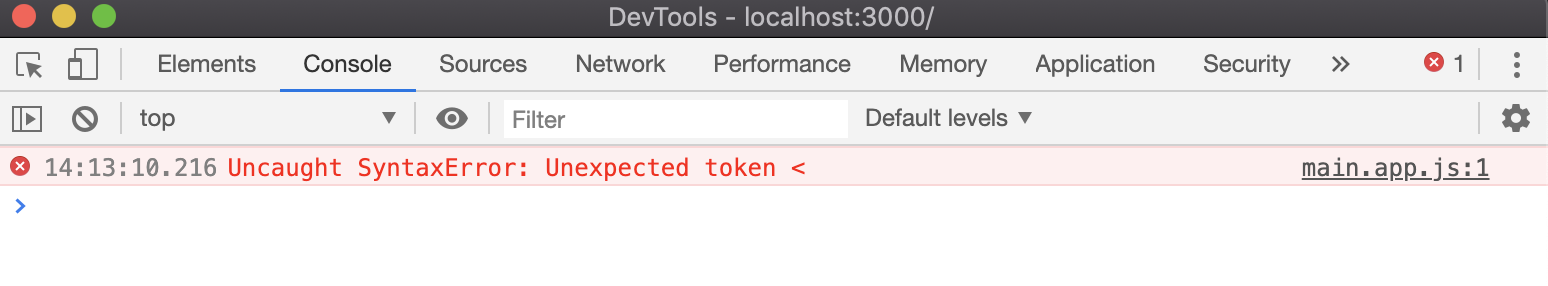 DevTools - localhost:3000/
Elements Console Sources Network Performance Memory Application Security » 1
top ▼ Filter Default levels ▼
14:13:10.216 Uncaught SyntaxError: Unexpected token < main.app.js:1
>